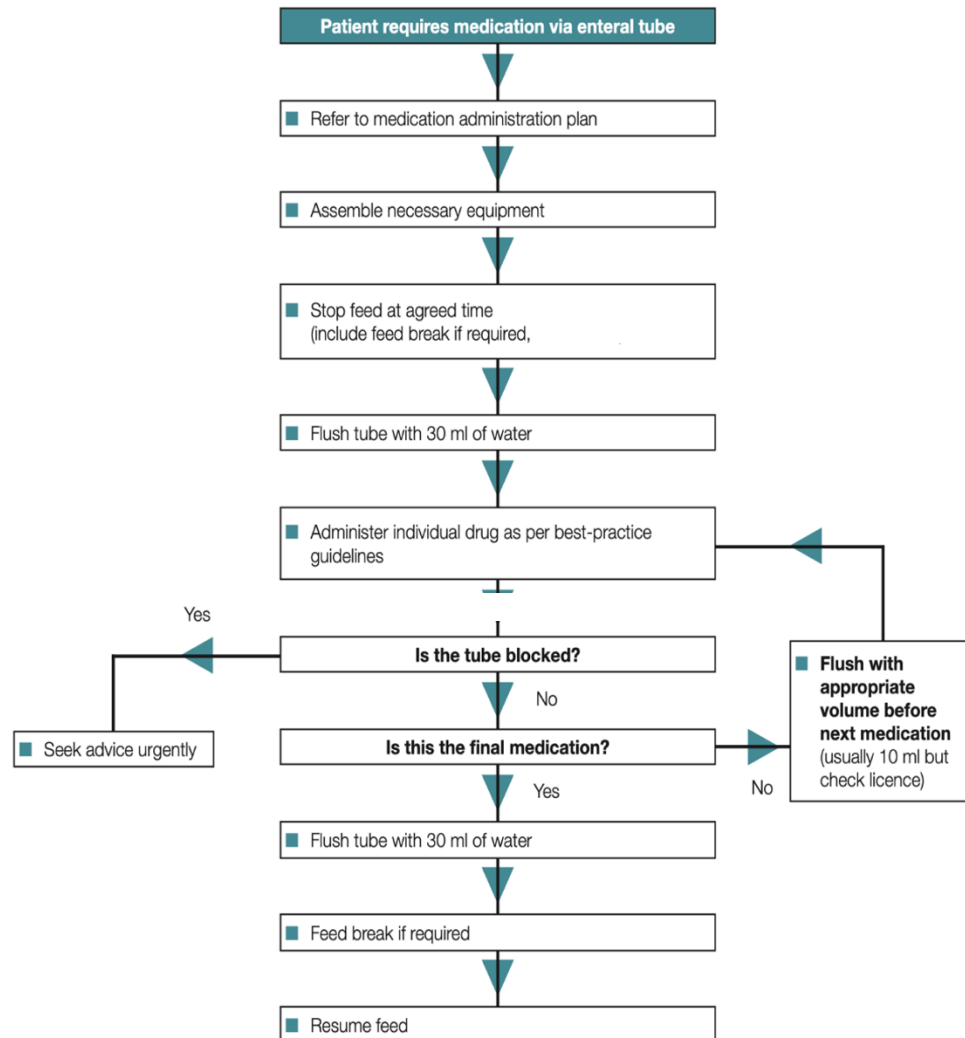 Patient requires medication via enteral tube
Refer to medication administration plan
Assemble necessary equipment
Stop feed at agreed time
(include feed break if required,
Flush tube with 30 ml of water
Administer individual drug as per best-practice
guidelines
Yes
Is the tube blocked?
No
Seek advice urgently
Is this the final medication?
No
Flush with
appropriate
volume before
next medication
(usually 10 ml but
check licence)
Yes
Flush tube with 30 ml of water
Feed break if required
Resume feed